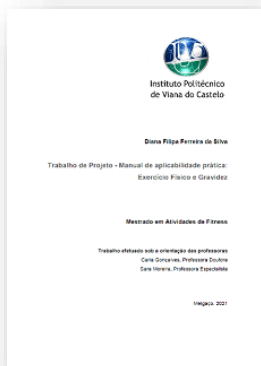 Instituto Politécnico
de Viana do Castelo
Diana Filipa Ferreira da Silva
Trabalho de Projeto - Manual de aplicabilidade prática:
Exercício Físico e Gravidez
Mestrado em Atividades de Fitness
Trabalho efetuado sob a orientação das professoras
Carla Gonçalves, Professora Doutora
Sara Moreira, Professora Especialista
Melgaço, 2021